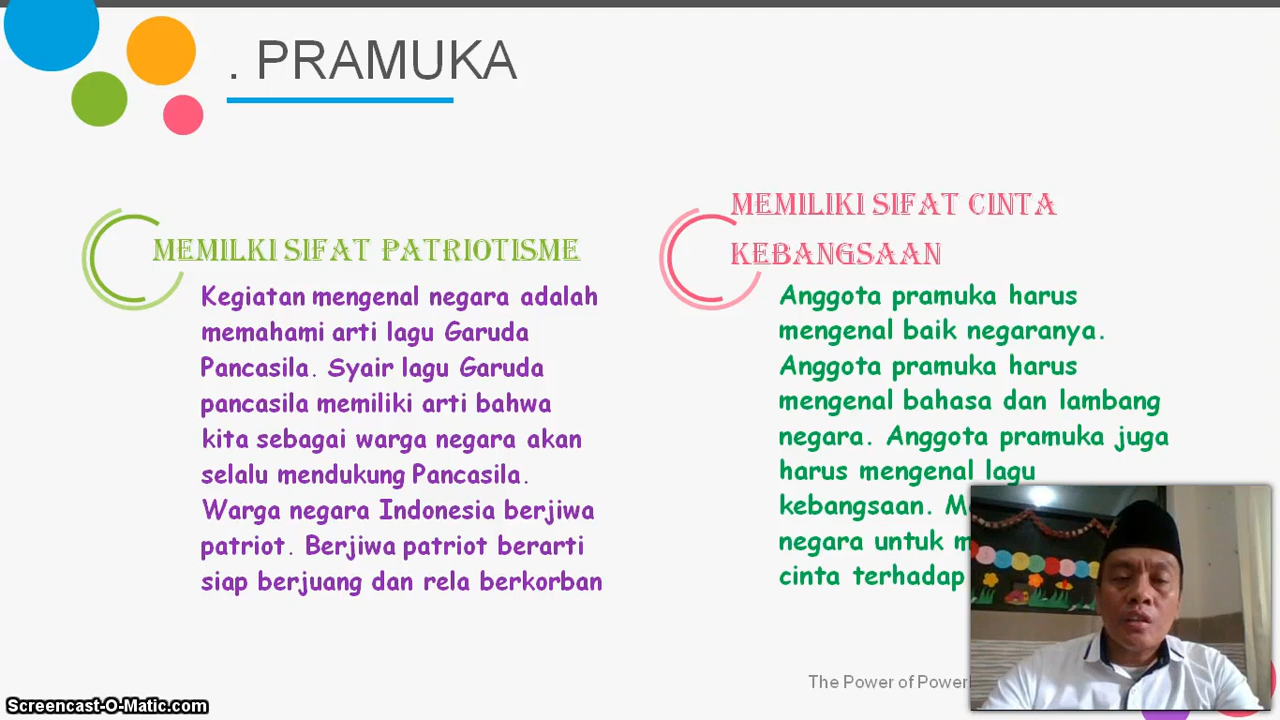 . PRAMUKA
MEMILKI SIFAT PATRIOTISME
Kegiatan mengenal negara adalah
memahami arti lagu Garuda
Pancasila. Syair lagu Garuda
pancasila memiliki arti bahwa
kita sebagai warga negara akan
selalu mendukung Pancasila.
Warga negara Indonesia berjiwa
patriot. Berjiwa patriot berarti
siap berjuang dan rela berkorban
MEMILIKI SIFAT CINTA
KEBANGSAAN
Anggota pramuka harus
mengenal baik negaranya.
Anggota pramuka harus
mengenal bahasa dan lambang
negara. Anggota pramuka juga
harus mengenal lagu
kebangsaan.
negara untuk
cinta terhadap
The Power of
Screencast-O-Matic.com